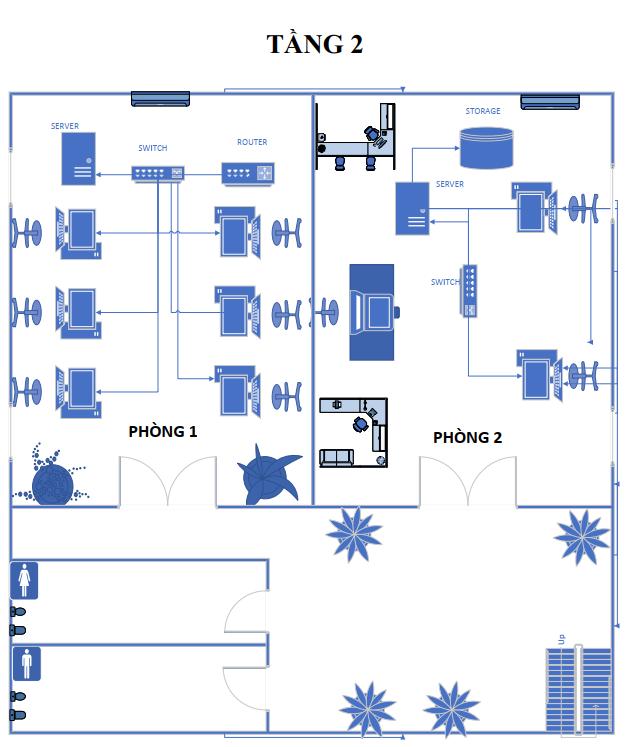 TẦNG 2
STORAGE
SERVER
SWITCH
ROUTER
SERVER
SWITCH
PHÒNG 1
PHÒNG 2
Up